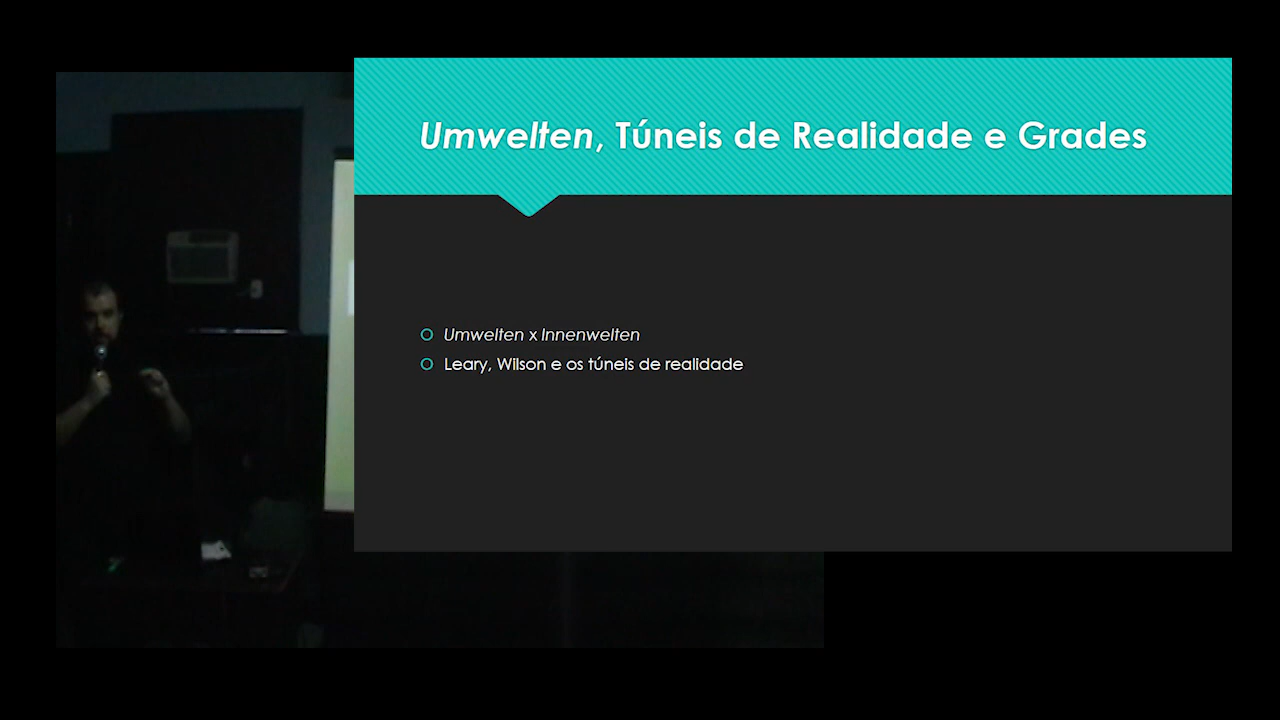 Umwelten, Túneis de Realidade e Grades
Umwelten x Innenwelten
Leary, Wilson e os túneis de realidade